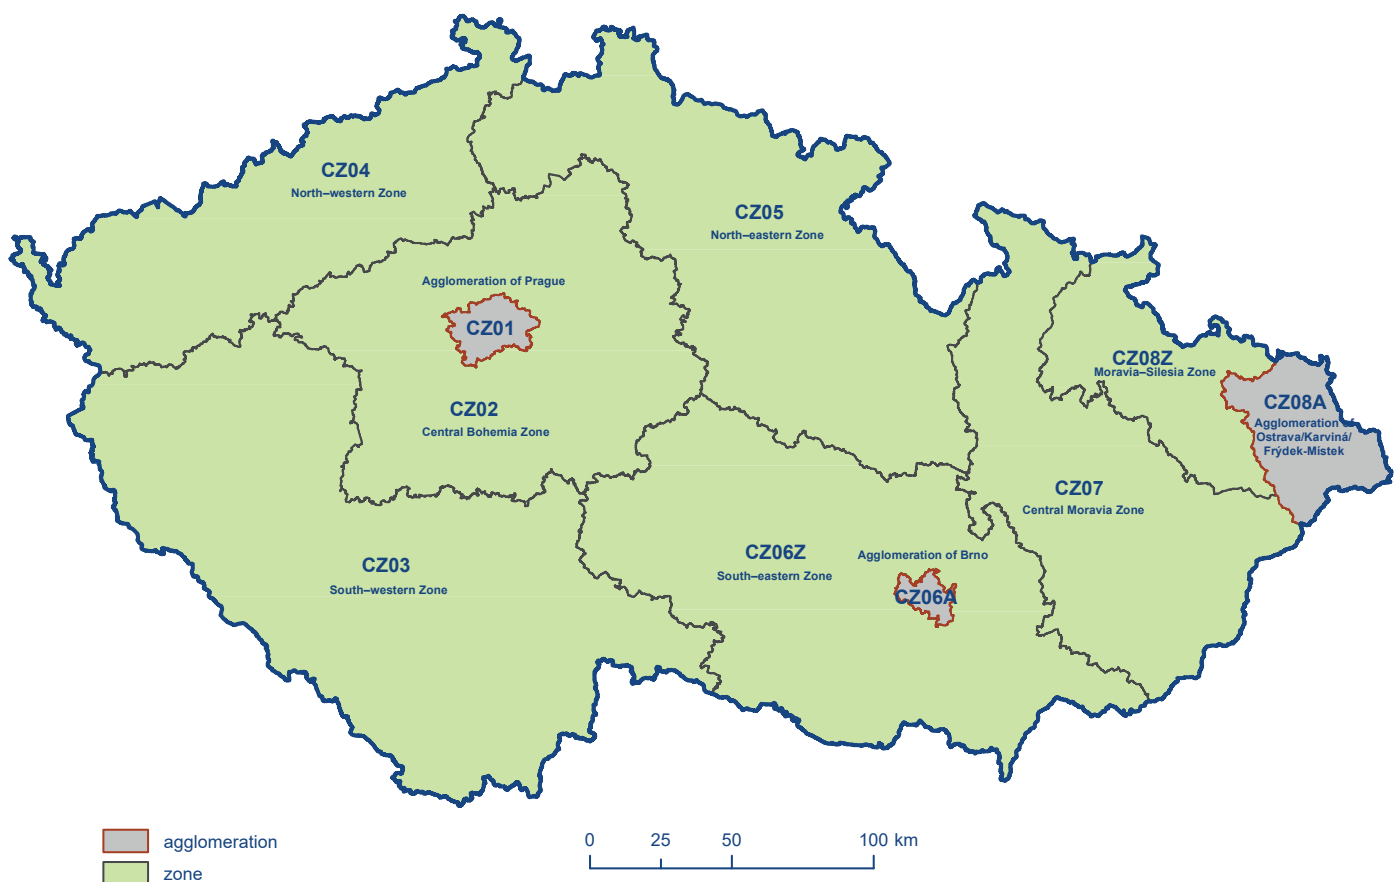 CZ04
North–western Zone
CZ05
North–eastern Zone
Agglomeration of Prague
CZ01
CZ08Z
Moravia–Silesia Zone
CZ02
Central Bohemia Zone
CZ08A
Agglomeration of
Ostrava/Karviná/
Frýdek-Místek
CZ07
Central Moravia Zone
CZ03
South–western Zone
CZ06Z
South–eastern Zone
Agglomeration of Brno
CZ06A
agglomeration
zone
0 25 50 100 km